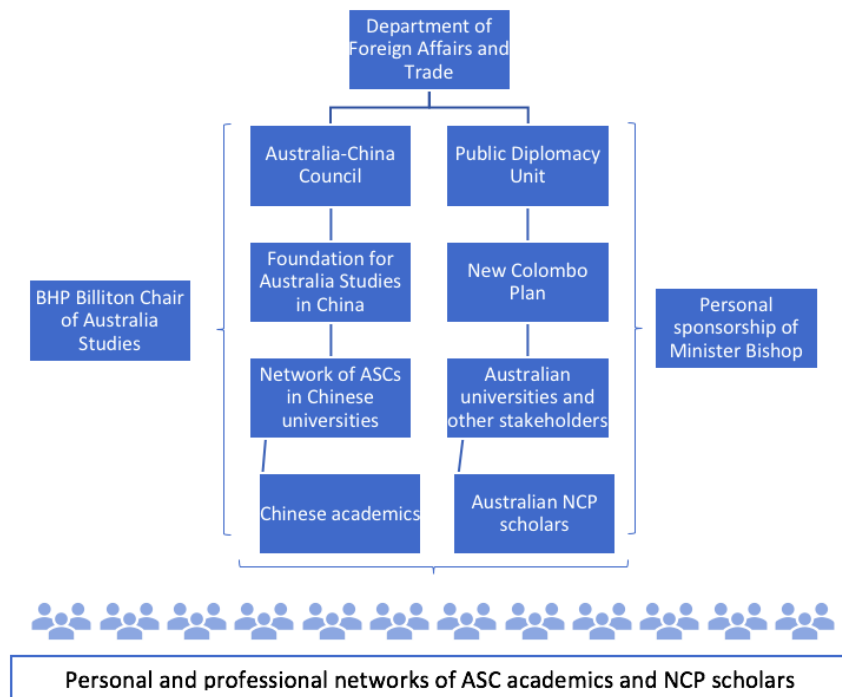 Department of
Foreign Affairs and
Trade
Australia-China
Council
Public Diplomacy
Unit
Foundation for
Australia Studies
in China
New Colombo
Plan
BHP Billiton Chair
of Australia
Studies
Personal
sponsorship of
Minister Bishop
Network of ASCs
in Chinese
universities
Australian
universities and
other stakeholders
Chinese academics
Australian NCP
scholars
Personal and professional networks of ASC academics and NCP scholars